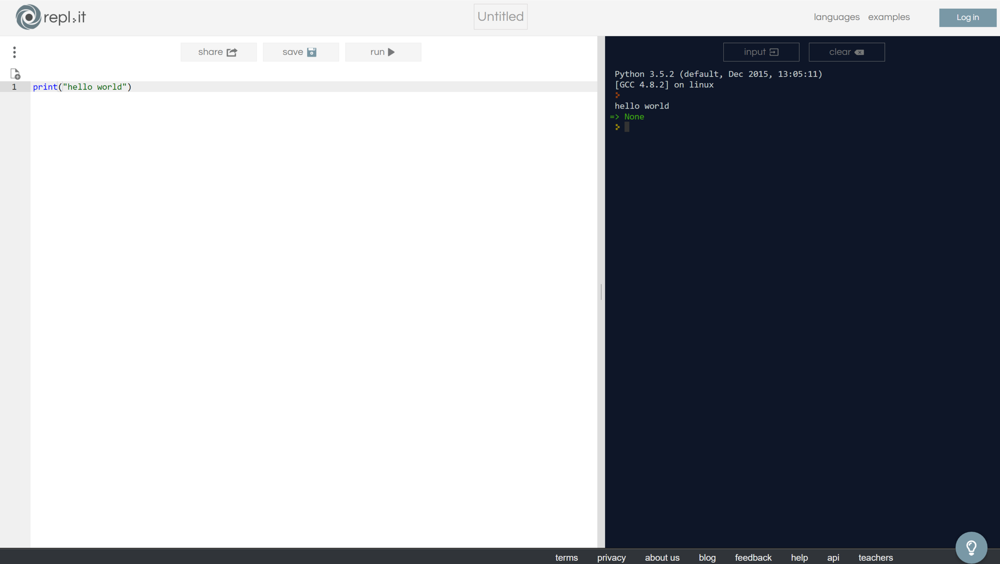 repl.it
Untitled
languages examples Log in
share save run
input clear
1 print("hello world")
Python 3.5.2 (default, Dec 2015, 13:05:11)
[GCC 4.8.2] on linux
hello world
=> None
terms privacy about us blog feedback help api teachers